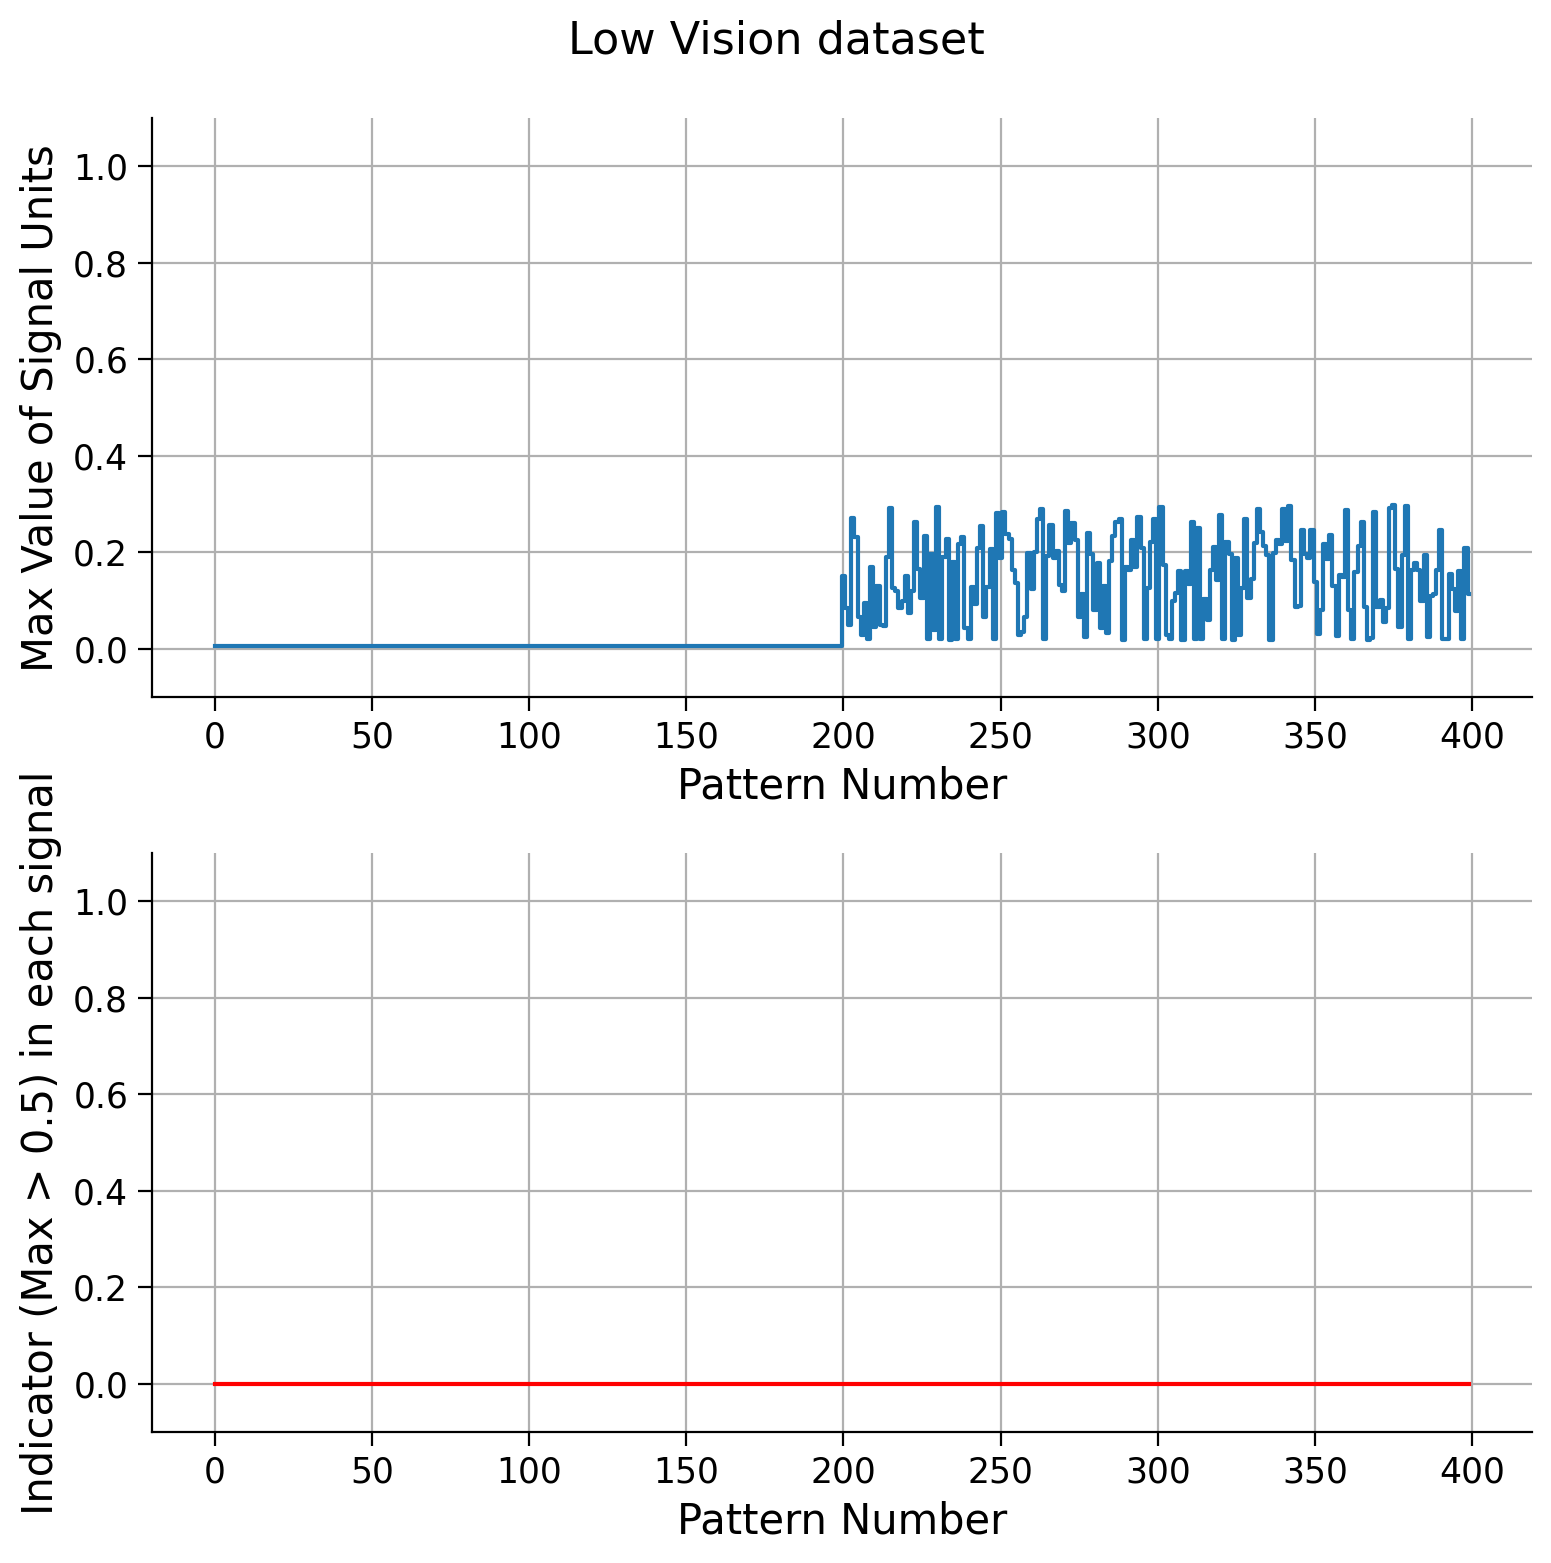 Low Vision dataset
Max Value of Signal Units
1.0
0.8
0.6
0.4
0.2
0.0
0 50 100 150 200 250 300 350 400
Pattern Number
Indicator (Max > 0.5) in each signal
1.0
0.8
0.6
0.4
0.2
0.0
0 50 100 150 200 250 300 350 400
Pattern Number